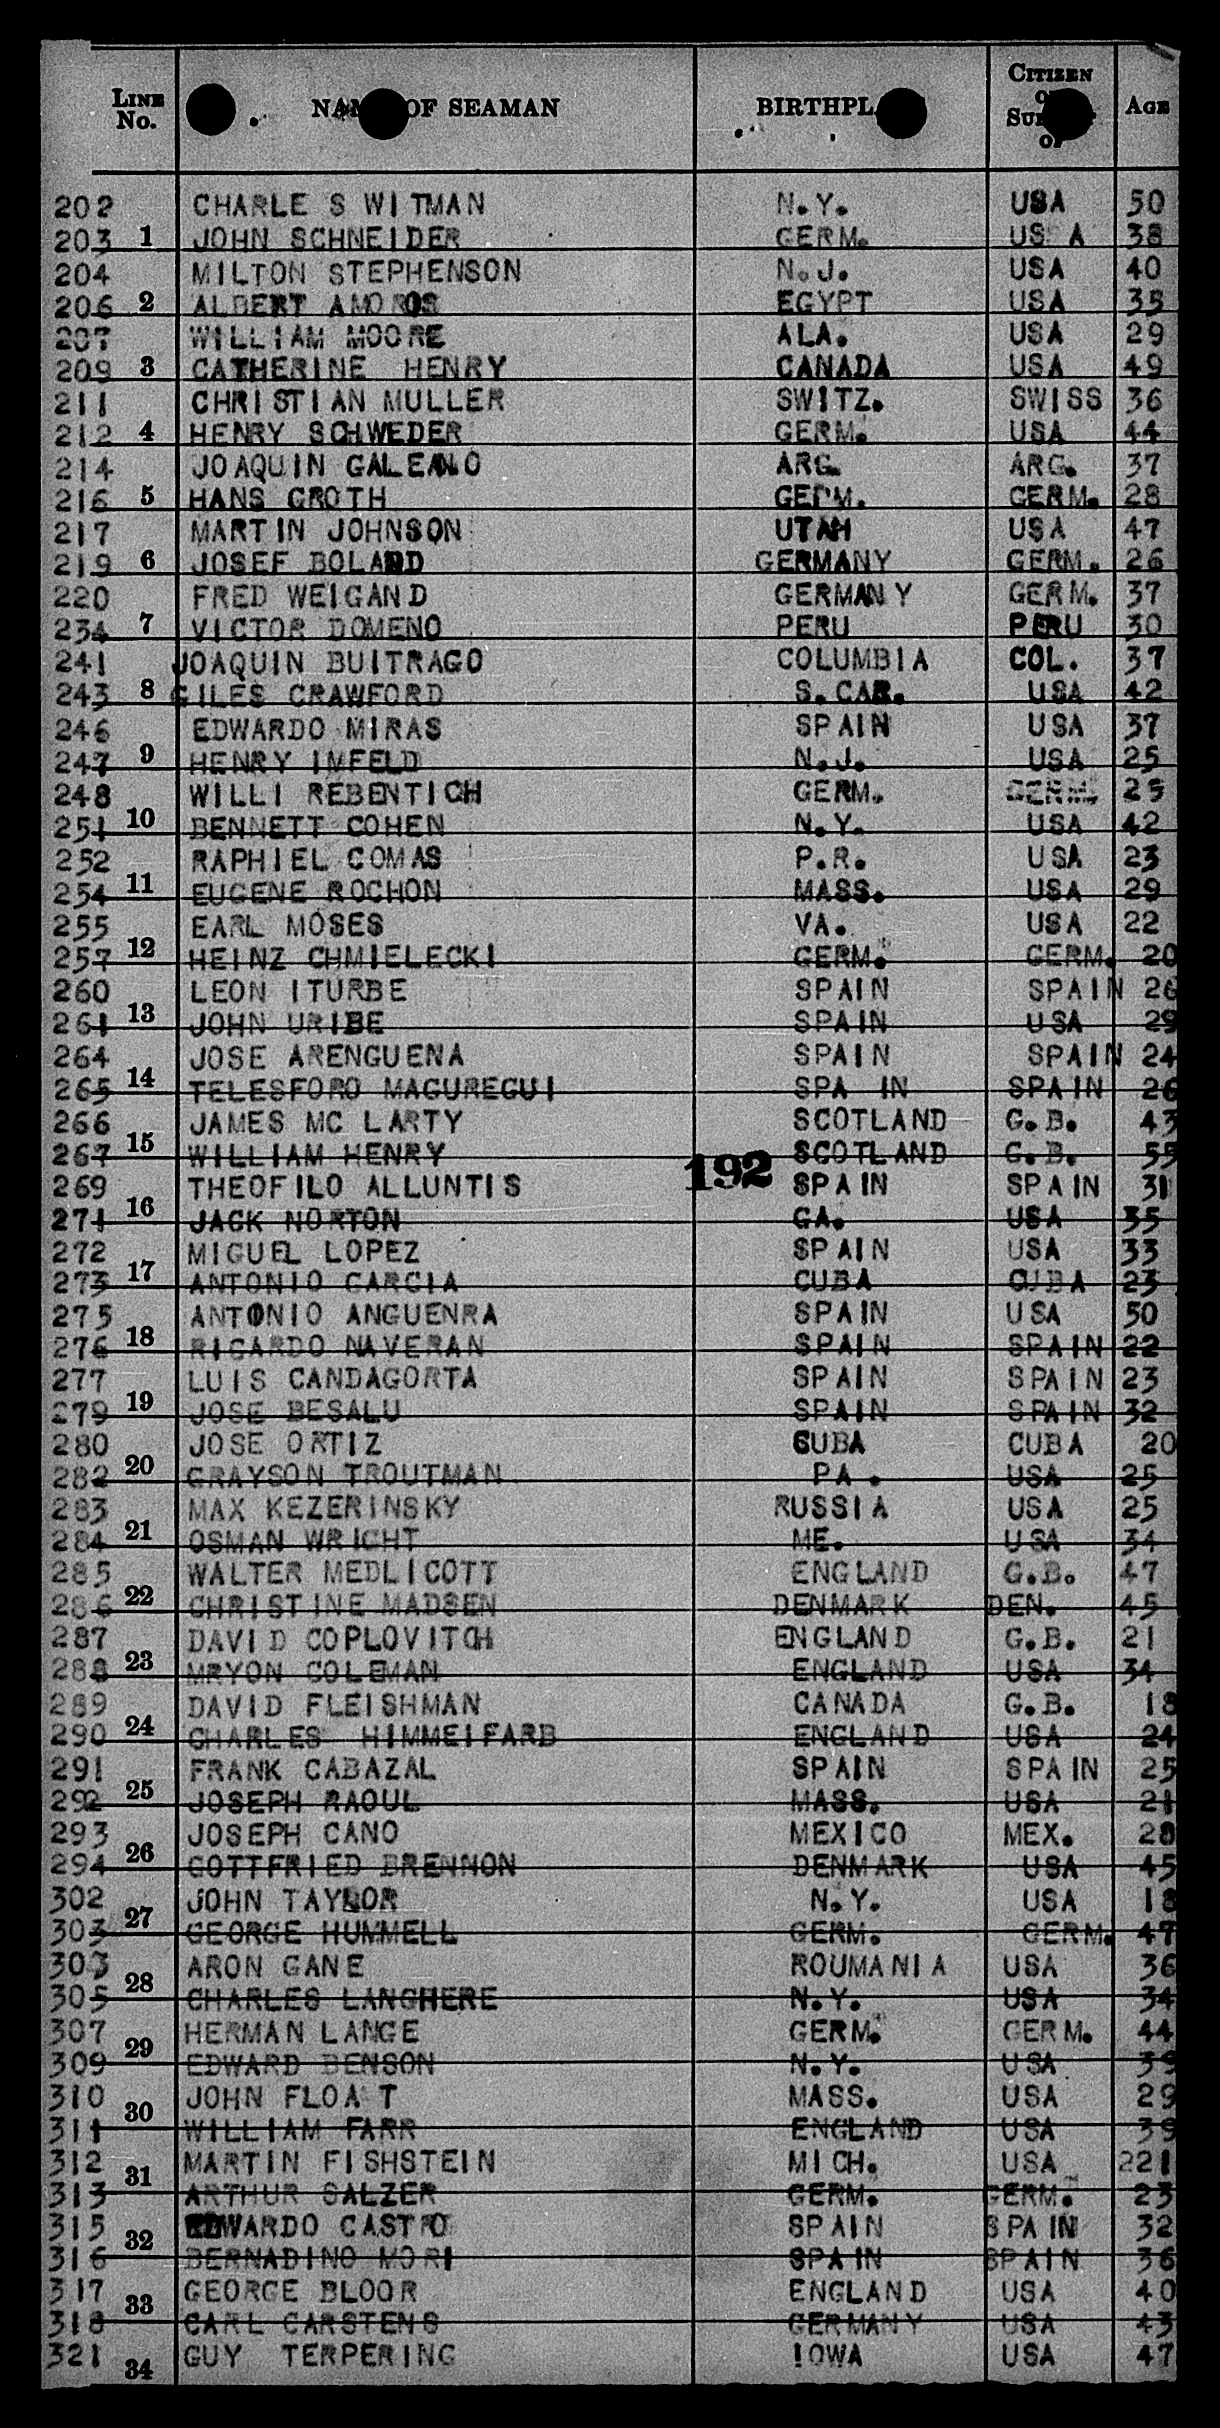 LINE No. NAME OF SEAMAN BIRTHPLA CITIZEN OR SUBJECT OF AGE
202 CHARLE S WITMAN N.Y. USA 50
203 1 JOHN SCHNEIDER GERM. US A 38
204 MILTON STEPHENSON N.J. USA 40
206 2 ALBERT AMOROS EGYPT USA 35
207 WILLIAM MOORE ALA. USA 29
209 3 CATHERINE HENRY CANADA USA 49
211 CHRISTIAN MULLER SWITZ. SWISS 36
212 4 HENRY SCHWEDER GERM. USA 44
214 JOAQUIN GALEANO ARG. ARG. 37
216 5 HANS GROTH GERM. GERM. 28
217 MARTIN JOHNSON UTAH USA 47
219 6 JOSEF BOLAND GERMANY GERM. 26
220 FRED WEIGAND GERMANY GERM. 37
234 7 VICTOR DOMENO PERU PERU 30
241 JOAQUIN BUITRAGO COLUMBIA COL. 37
243 8 GILES CRAWFORD S.CAR. USA 42
246 EDWARDO MIRAS SPAIN USA 37
247 9 HENRY IMFELD N.J. USA 25
248 WILLI REBENTICH GERM. GERM. 25
251 10 BENNETT COHEN N.Y. USA 42
252 RAPHIEL COMAS P.R. USA 23
254 11 EUGENE ROCHON MASS. USA 29
255 EARL MOSES VA. USA 22
257 12 HEINZ CHMIELECKI GERM. GERM. 20
260 LEON ITURBE SPAIN SPAIN 26
261 13 JOHN URIBE SPAIN USA 29
264 JOSE ARENGUENA SPAIN SPAIN 24
265 14 TELESFORO MAGUREGUI SPA IN SPAIN 26
266 JAMES MC LARTY SCOTLAND G.B. 43
267 15 WILLIAM HENRY SCOTLAND G.B. 55
269 THEOFILO ALLUNTIS 192 SPAIN SPAIN 31
271 16 JACK NORTON GA. USA 35
272 MIGUEL LOPEZ SPAIN USA 33
273 17 ANTONIO GARCIA CUBA CUBA 23
275 ANTONIO ANGUENRA SPAIN USA 50
276 18 RICARDO NAVERAN SPAIN SPAIN 22
277 LUIS CANDAGORTA SPAIN SPAIN 23
279 19 JOSE BESALU SPAIN SPAIN 32
280 JOSE ORTIZ CUBA CUBA 20
282 20 GRAYSON TROUTMAN PA. USA 25
283 MAX KEZERINSKY RUSSIA USA 25
284 21 OSMAN WRIGHT ME. USA 34
285 WALTER MEDLICOTT ENGLAND G.B. 47
286 22 CHRISTINE MADSEN DENMARK DEN. 45
287 DAVID COPLOVITCH ENGLAND G.B. 21
288 23 MRYON COLEMAN ENGLAND USA 34
289 DAVID FLEISHMAN CANADA G.B. 18
290 24 CHARLES HIMMELFARB ENGLAND USA 24
291 FRANK CABAZAL SPAIN SPAIN 25
292 25 JOSEPH RAOUL MASS. USA 21
293 JOSEPH CANO MEXICO MEX. 28
294 26 GOTTFRIED BRENNON DENMARK USA 45
302 JOHN TAYLOR N.Y. USA 18
303 27 GEORGE HUMMELL GERM. GERM. 47
303 ARON GANE ROUMANIA USA 36
305 28 CHARLES LANGHERE N.Y. USA 34
307 HERMAN LANGE GERM. GERM. 44
309 29 EDWARD BENSON N.Y. USA 39
310 JOHN FLOA T MASS. USA 29
311 30 WILLIAM FARR ENGLAND USA 39
312 MARTIN FISHSTEIN MICH. USA 221
313 31 ARTHUR SALZER GERM. GERM. 23
315 EDWARDO CASTRO SPAIN SPAIN 32
316 32 BERNADINO MORI SPAIN SPAIN 36
317 GEORGE BLOOR ENGLAND USA 40
318 33 CARL CARSTENS GERMANY USA 43
321 34 GUY TERPERING IOWA USA 47